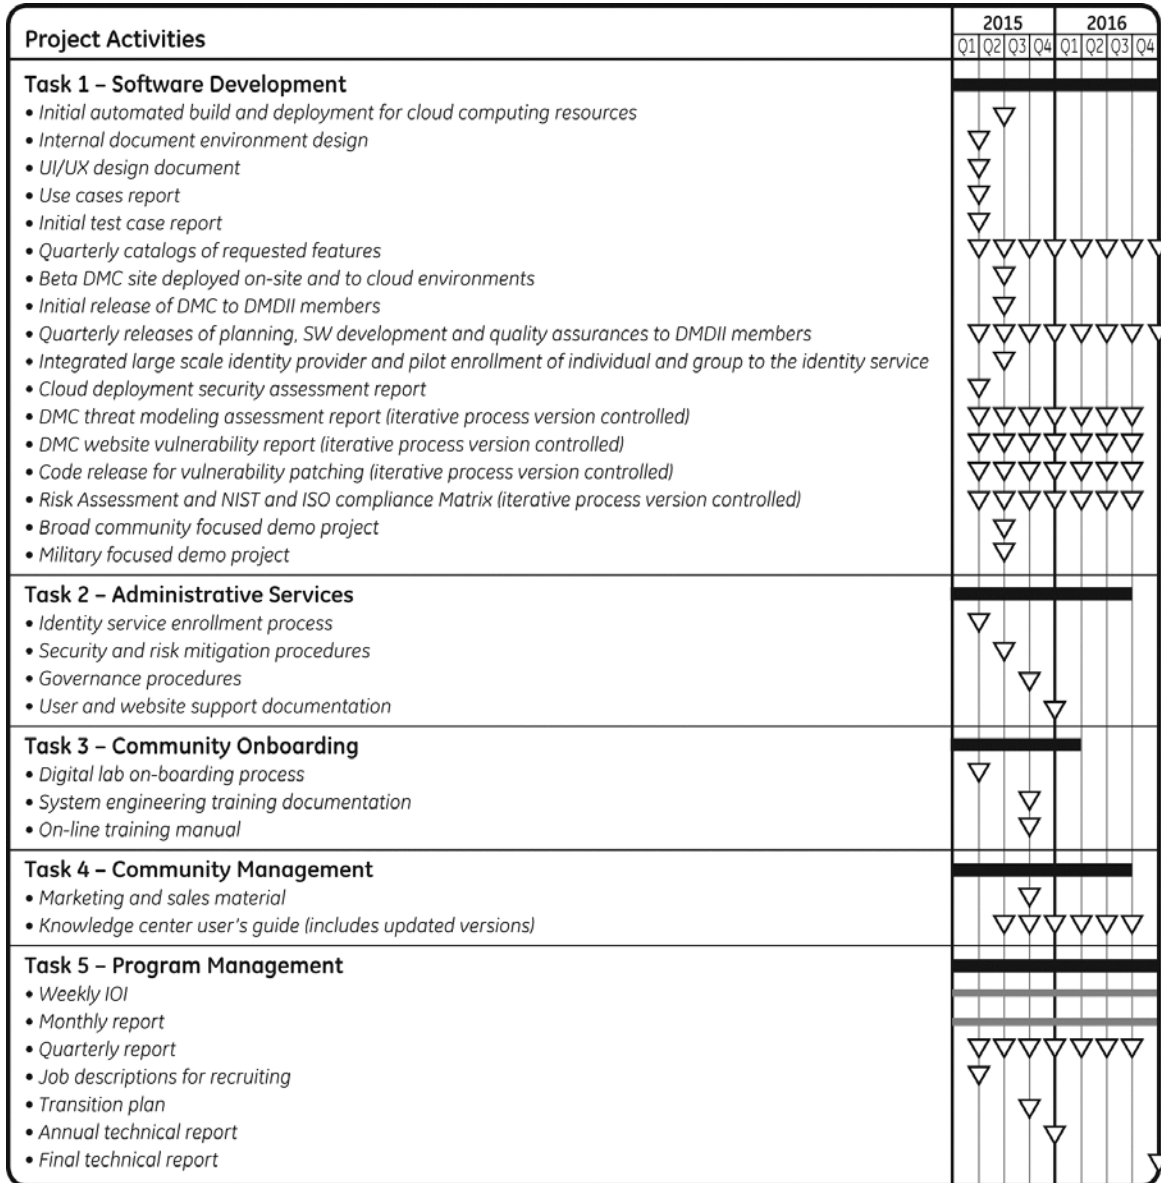 Project Activities
2015 2016
Q1 Q2 Q3 Q4 Q1 Q2 Q3 Q4
Task 1 – Software Development
• Initial automated build and deployment for cloud computing resources
• Internal document environment design
• UI/UX design document
• Use cases report
• Initial test case report
• Quarterly catalogs of requested features
• Beta DMC site deployed on-site and to cloud environments
• Initial release of DMC to DMDII members
• Quarterly releases of planning, SW development and quality assurances to DMDII members
• Integrated large scale identity provider and pilot enrollment of individual and group to the identity service
• Cloud deployment security assessment report
• DMC threat modeling assessment report (iterative process version controlled)
• DMC website vulnerability report (iterative process version controlled)
• Code release for vulnerability patching (iterative process version controlled)
• Risk Assessment and NIST and ISO compliance Matrix (iterative process version controlled)
• Broad community focused demo project
• Military focused demo project
Task 2 – Administrative Services
• Identity service enrollment process
• Security and risk mitigation procedures
• Governance procedures
• User and website support documentation
Task 3 – Community Onboarding
• Digital lab on-boarding process
• System engineering training documentation
• On-line training manual
Task 4 – Community Management
• Marketing and sales material
• Knowledge center user's guide (includes updated versions)
Task 5 – Program Management
• Weekly IOI
• Monthly report
• Quarterly report
• Job descriptions for recruiting
• Transition plan
• Annual technical report
• Final technical report